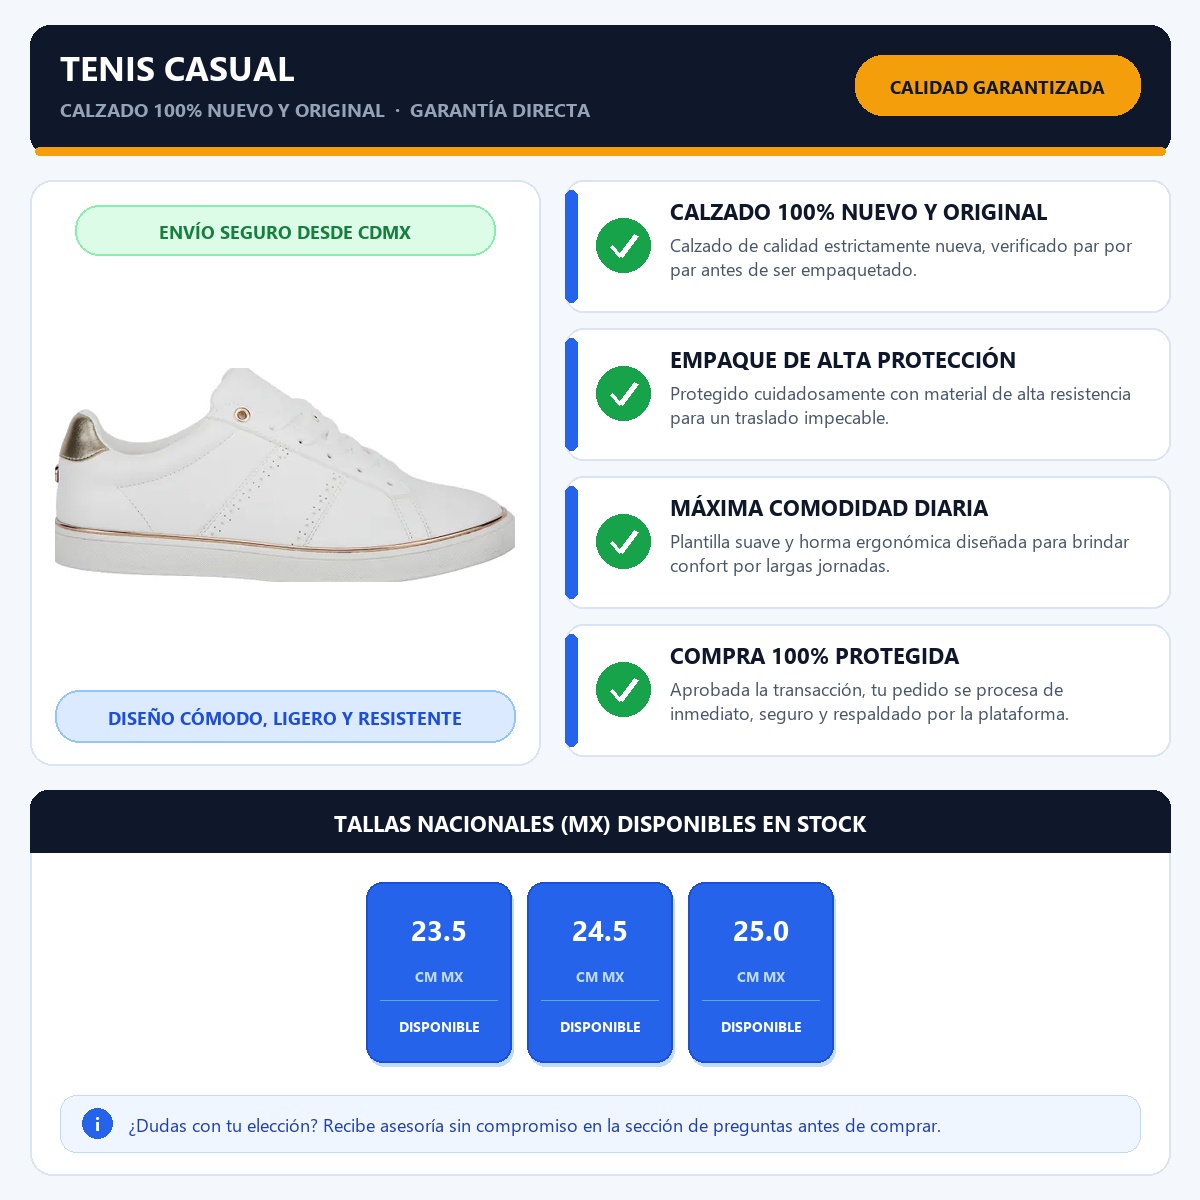 TENIS CASUAL
CALZADO 100% NUEVO Y ORIGINAL · GARANTÍA DIRECTA
CALIDAD GARANTIZADA
ENVÍO SEGURO DESDE CDMX
DISEÑO CÓMODO, LIGERO Y RESISTENTE
CALZADO 100% NUEVO Y ORIGINAL
Calzado de calidad estrictamente nueva, verificado par por
par antes de ser empaquetado.
EMPAQUE DE ALTA PROTECCIÓN
Protegido cuidadosamente con material de alta resistencia
para un traslado impecable.
MÁXIMA COMODIDAD DIARIA
Plantilla suave y horma ergonómica diseñada para brindar
confort por largas jornadas.
COMPRA 100% PROTEGIDA
Aprobada la transacción, tu pedido se procesa de
inmediato, seguro y respaldado por la plataforma.
TALLAS NACIONALES (MX) DISPONIBLES EN STOCK
23.5
CM MX
DISPONIBLE
24.5
CM MX
DISPONIBLE
25.0
CM MX
DISPONIBLE
¿Dudas con tu elección? Recibe asesoría sin compromiso en la sección de preguntas antes de comprar.